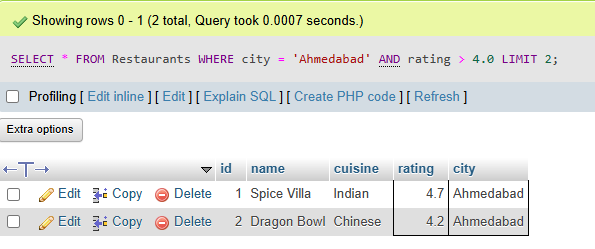 Showing rows 0 - 1 (2 total, Query took 0.0007 seconds.)
SELECT * FROM Restaurants WHERE city = 'Ahmedabad' AND rating > 4.0 LIMIT 2;
Profiling [ Edit inline ] [ Edit ] [ Explain SQL ] [ Create PHP code ] [ Refresh ]
Extra options
id name cuisine rating city
Edit Copy Delete 1 Spice Villa Indian 4.7 Ahmedabad
Edit Copy Delete 2 Dragon Bowl Chinese 4.2 Ahmedabad